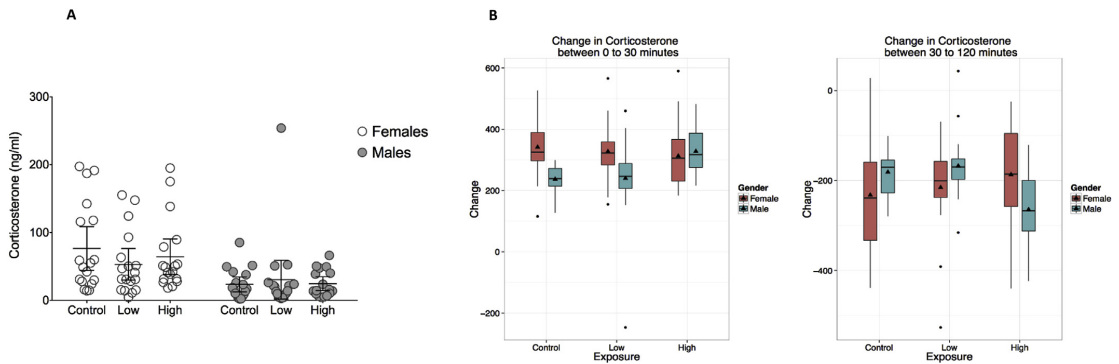 A
Corticosterone (ng/ml)
300
200
100
0
Control
Low
High
Control
Low
High
Females
Males
B
Change in Corticosterone
between 0 to 30 minutes
Change
600
400
200
0
−200
Control
Low
High
Exposure
Gender
Female
Male
Change in Corticosterone
between 30 to 120 minutes
Change
0
−200
−400
Control
Low
High
Exposure
Gender
Female
Male